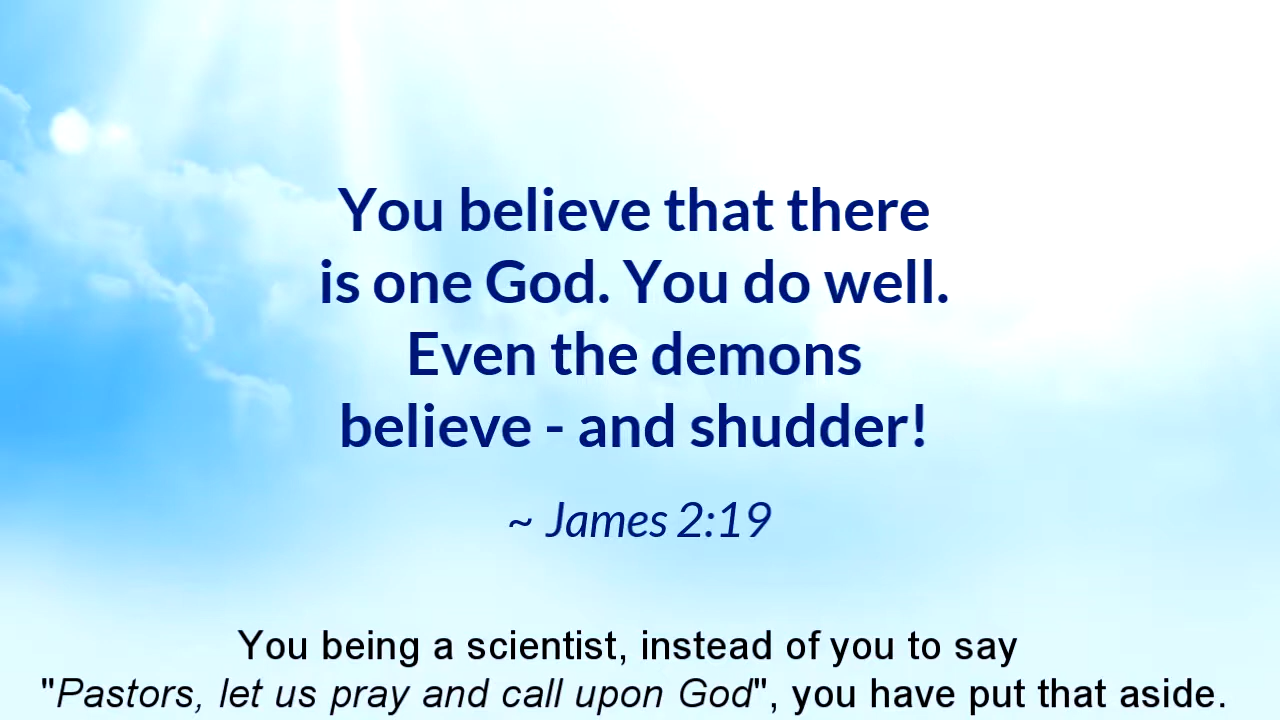 You believe that there
is one God. You do well.
Even the demons
believe - and shudder!
~ James 2:19
You being a scientist, instead of you to say
"Pastors, let us pray and call upon God", you have put that aside.